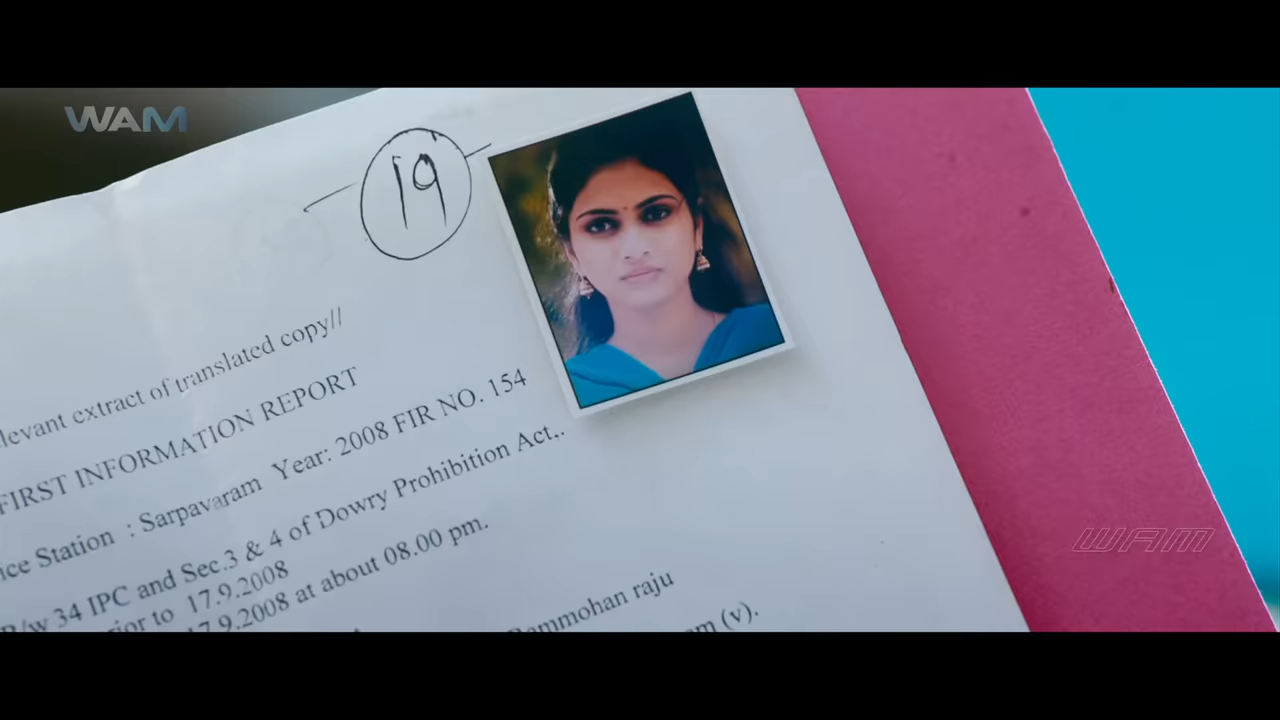 WAM
19
levant extract of translated copy//
FIRST INFORMATION REPORT
ice Station : Sarpavaram Year: 2008 FIR NO. 154
R/w 34 IPC and Sec.3 & 4 of Dowry Prohibition Act..
rior to 17.9.2008
17.9.2008 at about 08.00 pm.
Rammohan raju
am (v).
WAM